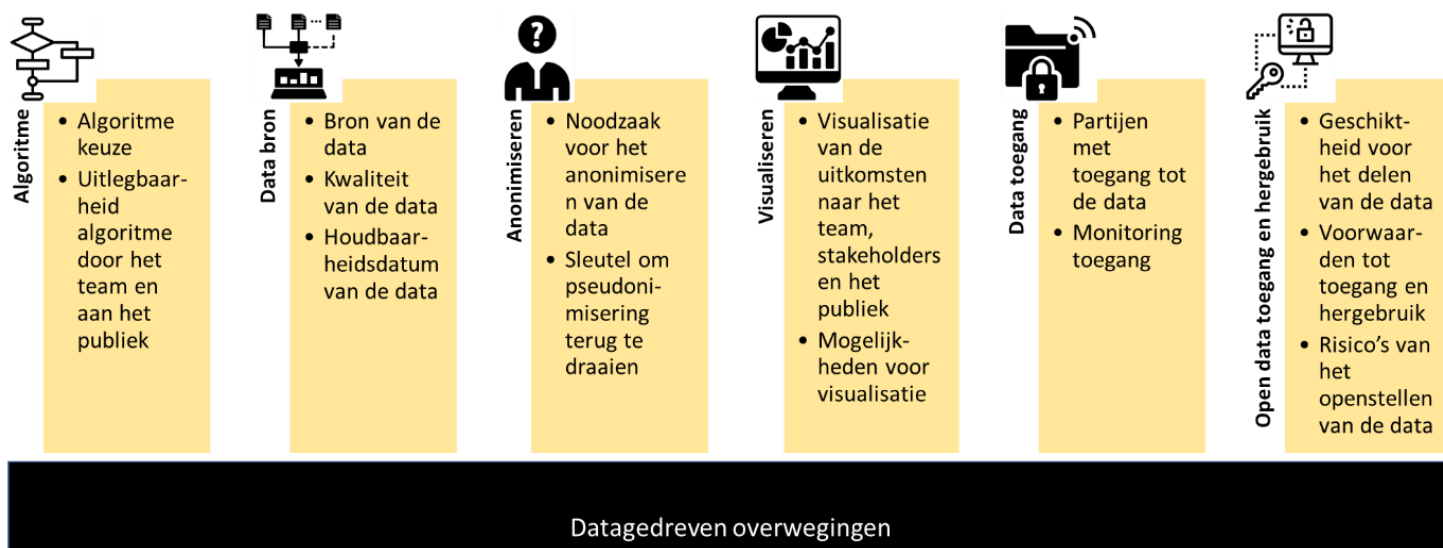 Algoritme
• Algoritme
keuze
• Uitlegbaar-
heid
algoritme
door het
team en
aan het
publiek
Data bron
• Bron van de
data
• Kwaliteit
van de data
• Houdbaar-
heidsdatum
van de data
Anonimiseren
• Noodzaak
voor het
anonimisere
n van de
data
• Sleutel om
pseudoni-
misering
terug te
draaien
Visualiseren
• Visualisatie
van de
uitkomsten
naar het
team,
stakeholders
en het
publiek
• Mogelijk-
heden voor
visualisatie
Data toegang
• Partijen
met
toegang tot
de data
• Monitoring
toegang
Open data toegang en hergebruik
• Geschikt-
heid voor
het delen
van de data
• Voorwaar-
den tot
toegang en
hergebruik
• Risico’s van
het
openstellen
van de data
Datagedreven overwegingen